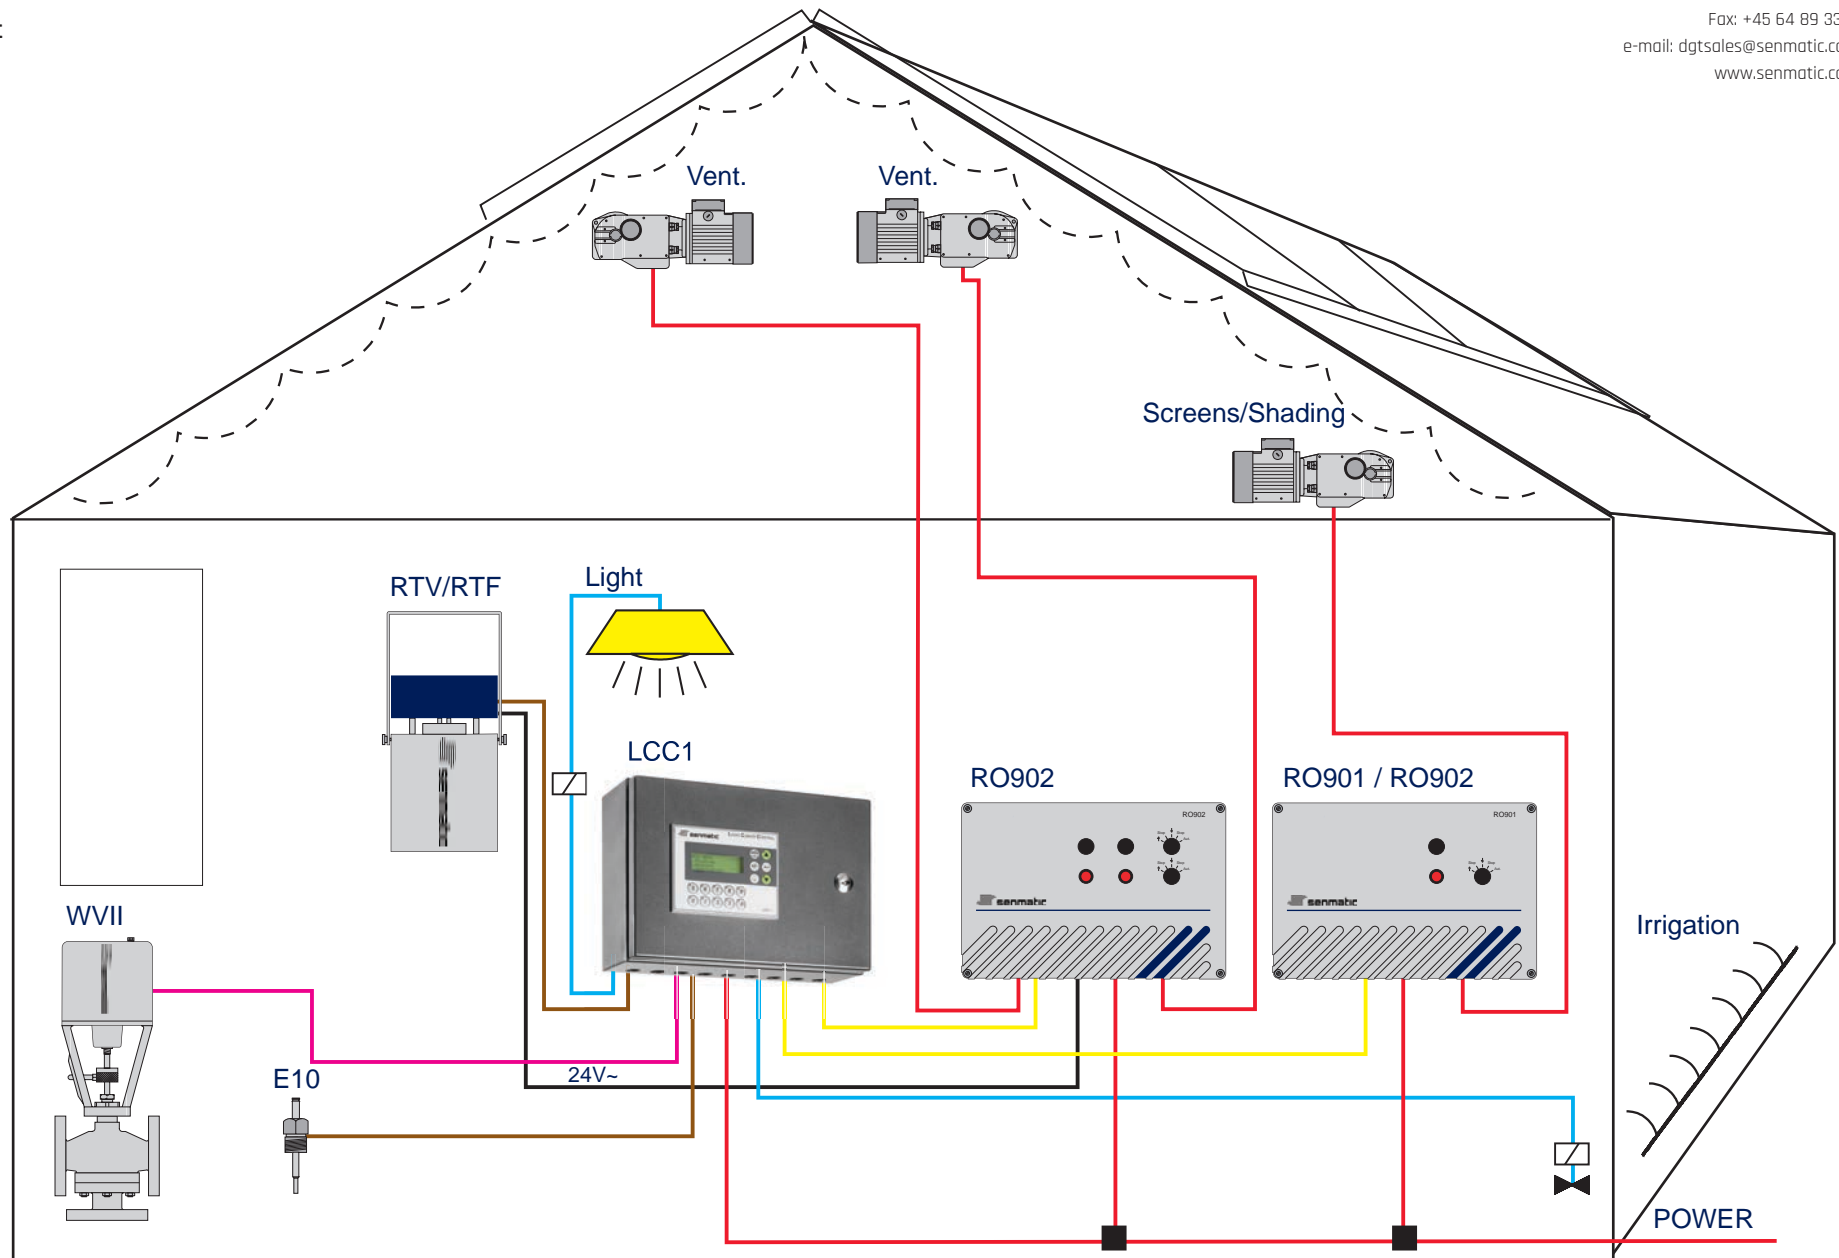 Fax: +45 64 89 33
e-mail: dgtsales@senmatic.co
www.senmatic.co
Vent.
Vent.
Screens/Shading
RTV/RTF
Light
LCC1
RO902
RO901 / RO902
senmatic
RO902
senmatic
RO901
senmatic
WVII
Irrigation
E10
24V~
POWER